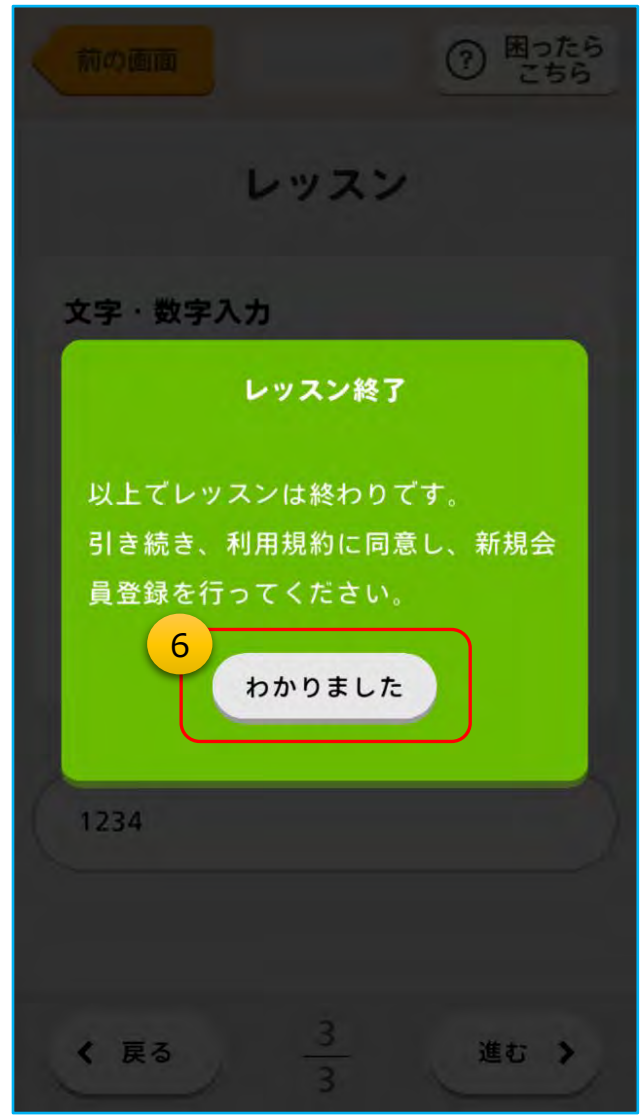 前の画面
? 困ったら
こちら
レッスン
文字・数字入力
レッスン終了
以上でレッスンは終わりです。
引き続き、利用規約に同意し、新規会
員登録を行ってください。
6
わかりました
1234
戻る
3
3
進む